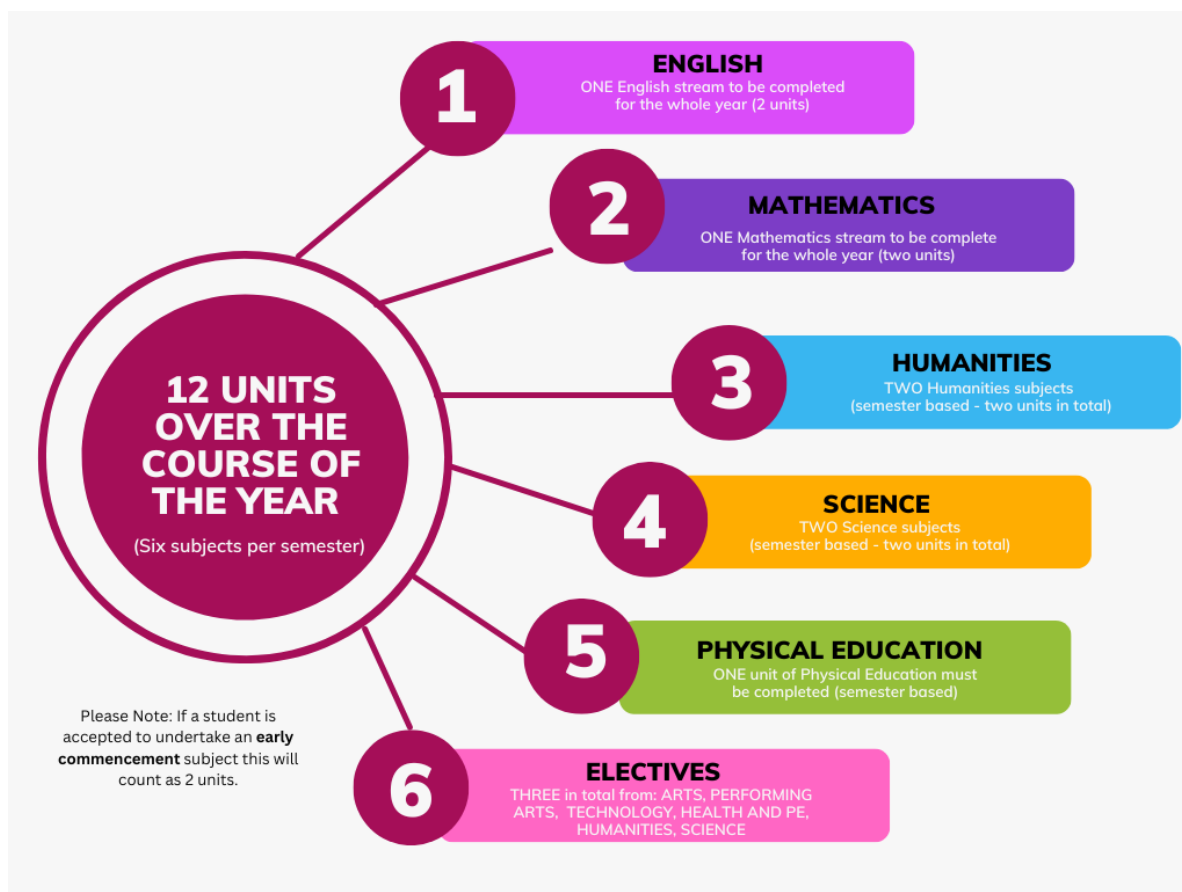 1
ENGLISH
ONE English stream to be completed
for the whole year (2 units)
2
MATHEMATICS
ONE Mathematics stream to be complete
for the whole year (two units)
3
HUMANITIES
TWO Humanities subjects
(semester based - two units in total)
12 UNITS
OVER THE
COURSE OF
THE YEAR
(Six subjects per semester)
4
SCIENCE
TWO Science subjects
(semester based - two units in total)
5
PHYSICAL EDUCATION
ONE unit of Physical Education must
be completed (semester based)
6
ELECTIVES
THREE in total from: ARTS, PERFORMING
ARTS, TECHNOLOGY, HEALTH AND PE,
HUMANITIES, SCIENCE
Please Note: If a student is
accepted to undertake an early
commencement subject this will
count as 2 units.